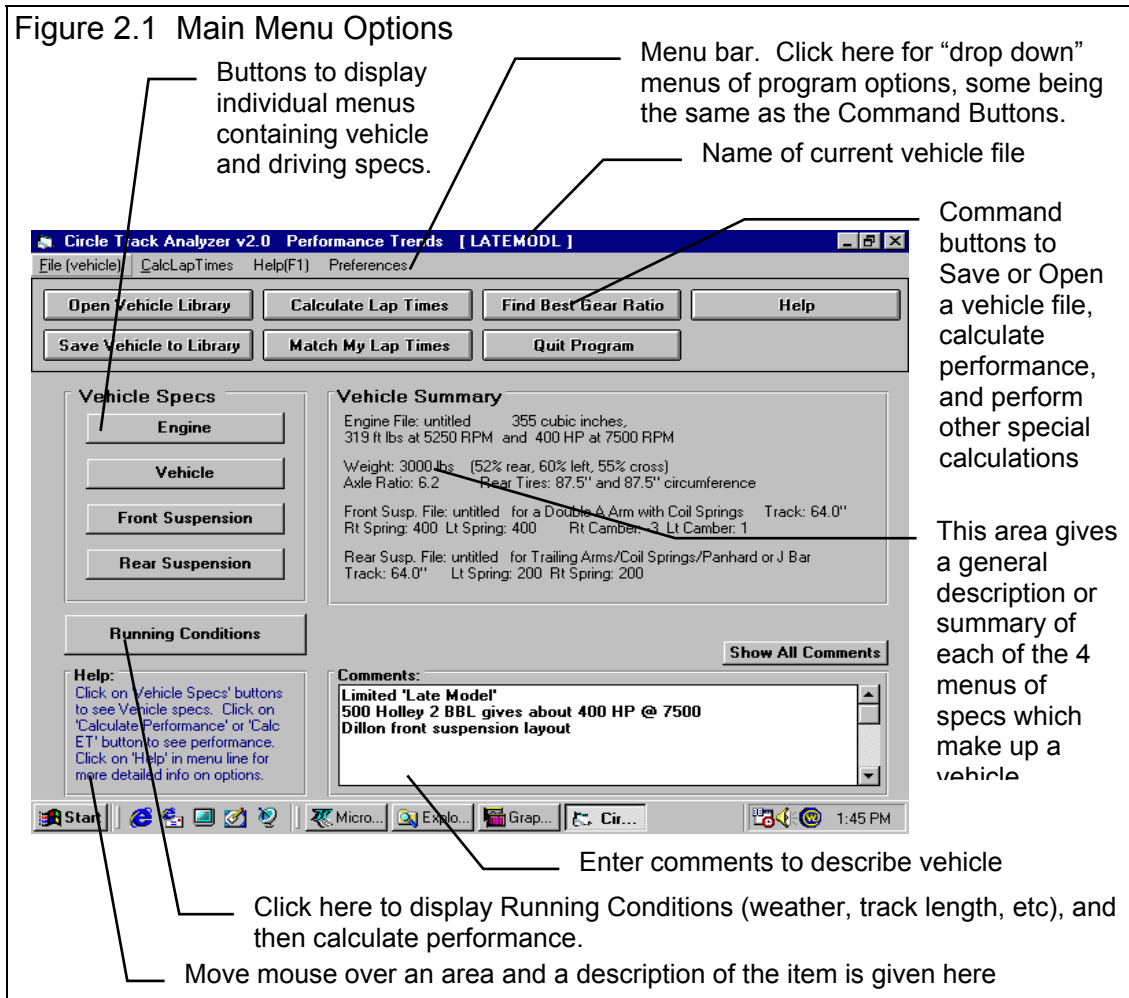 Figure 2.1 Main Menu Options
Buttons to display
individual menus
containing vehicle
and driving specs.
Menu bar. Click here for “drop down”
menus of program options, some being
the same as the Command Buttons.
Name of current vehicle file
Command
buttons to
Save or Open
a vehicle file,
calculate
performance,
and perform
other special
calculations
This area gives
a general
description or
summary of
each of the 4
menus of
specs which
make up a
vehicle
Circle Track Analyzer v2.0 Performance Trends [ LATEMODL ]
File (vehicle) CalcLapTimes Help(F1) Preferences
Open Vehicle Library Calculate Lap Times Find Best Gear Ratio Help
Save Vehicle to Library Match My Lap Times Quit Program
Vehicle Specs
Engine
Vehicle
Front Suspension
Rear Suspension
Running Conditions
Vehicle Summary
Engine File: untitled 355 cubic inches,
319 ft lbs at 5250 RPM and 400 HP at 7500 RPM
Weight: 3000 lbs (52% rear, 60% left, 55% cross)
Axle Ratio: 6.2 Rear Tires: 87.5" and 87.5" circumference
Front Susp. File: untitled for a Double A Arm with Coil Springs Track: 64.0"
Rt Spring: 400 Lt Spring: 400 Rt Camber: -3 Lt Camber: 1
Rear Susp. File: untitled for Trailing Arms/Coil Springs/Panhard or J Bar
Track: 64.0" Lt Spring: 200 Rt Spring: 200
Show All Comments
Help:
Click on 'Vehicle Specs' buttons
to see Vehicle specs. Click on
'Calculate Performance' or 'Calc
ET' button to see performance.
Click on 'Help' in menu line for
more detailed info on options.
Comments:
Limited 'Late Model'
500 Holley 2 BBL gives about 400 HP @ 7500
Dillon front suspension layout
Start Micro... Explo... Grap... Cir... 1:45 PM
Enter comments to describe vehicle
Click here to display Running Conditions (weather, track length, etc), and
then calculate performance.
Move mouse over an area and a description of the item is given here